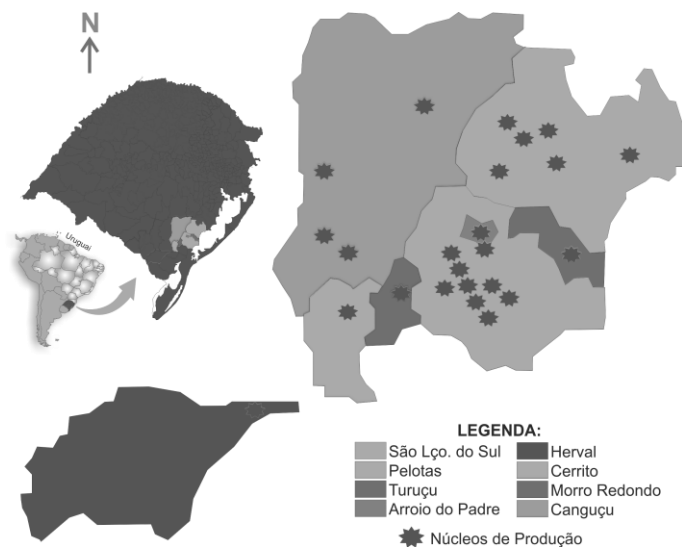 N
Uruguai
LEGENDA:
São Lço. do Sul
Herval
Pelotas
Cerrito
Turuçu
Morro Redondo
Arroio do Padre
Canguçu
Núcleos de Produção